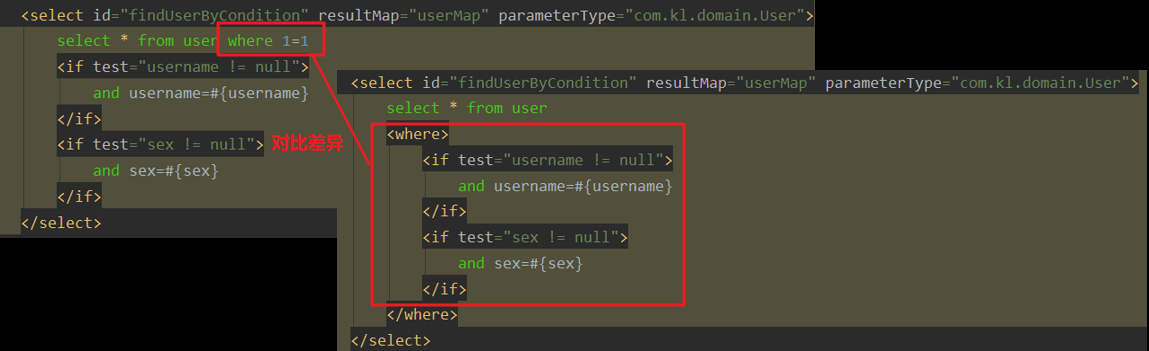 <select id="findUserByCondition" resultMap="userMap" parameterType="com.kl.domain.User">
select * from user where 1=1
<if test="username != null">
and username=#{username}
</if>
<if test="sex != null">
对比差异
and sex=#{sex}
</if>
</select>
<select id="findUserByCondition" resultMap="userMap" parameterType="com.kl.domain.User">
select * from user
<where>
<if test="username != null">
and username=#{username}
</if>
<if test="sex != null">
and sex=#{sex}
</if>
</where>
</select>